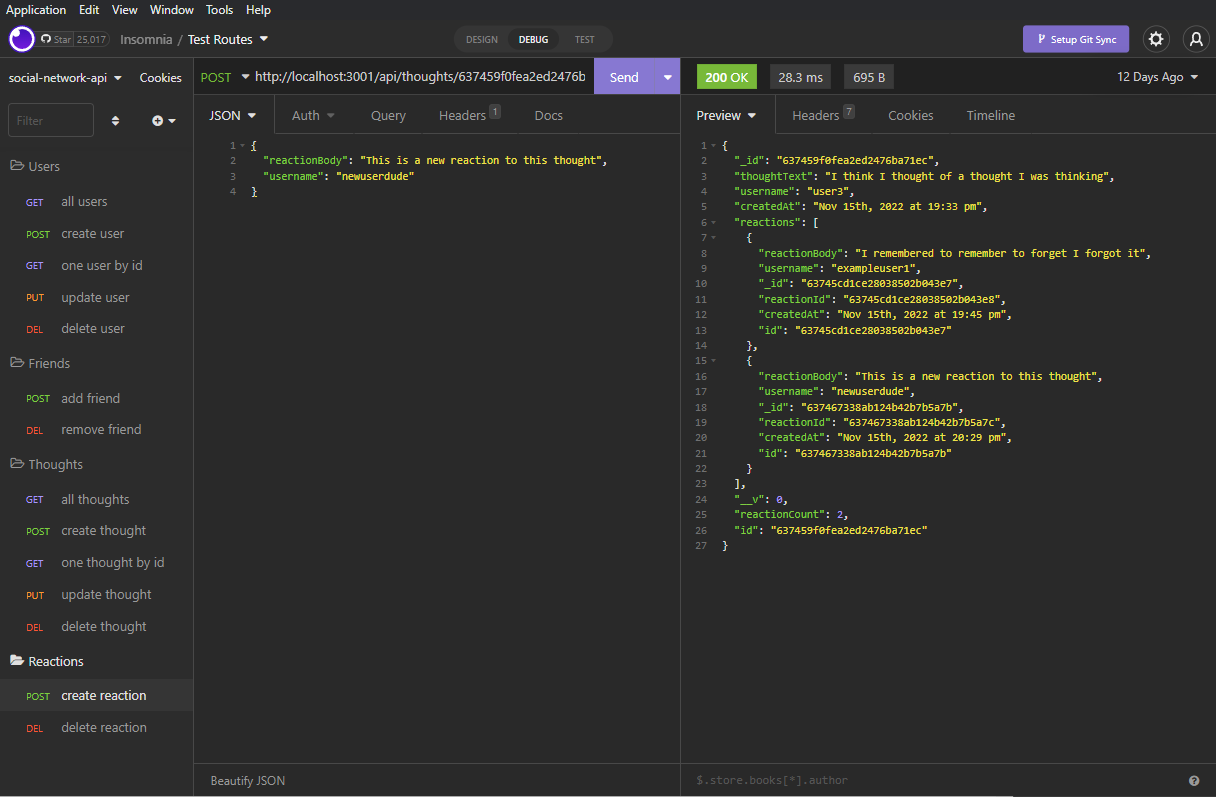 Application Edit View Window Tools Help
Star 25,017 Insomnia / Test Routes DESIGN DEBUG TEST Setup Git Sync
social-network-api Cookies
Filter
Users
GET all users
POST create user
GET one user by id
PUT update user
DEL delete user
Friends
POST add friend
DEL remove friend
Thoughts
GET all thoughts
POST create thought
GET one thought by id
PUT update thought
DEL delete thought
Reactions
POST create reaction
DEL delete reaction
POST http://localhost:3001/api/thoughts/637459f0fea2ed2476b Send
JSON Auth Query Headers 1 Docs
1 {
2 "reactionBody": "This is a new reaction to this thought",
3 "username": "newuserdude"
4 }
Beautify JSON
200 OK 28.3 ms 695 B 12 Days Ago
Preview Headers 7 Cookies Timeline
1 {
2 "_id": "637459f0fea2ed2476ba71ec",
3 "thoughtText": "I think I thought of a thought I was thinking",
4 "username": "user3",
5 "createdAt": "Nov 15th, 2022 at 19:33 pm",
6 "reactions": [
7 {
8 "reactionBody": "I remembered to remember to forget I forgot it",
9 "username": "exampleuser1",
10 "_id": "63745cd1ce28038502b043e7",
11 "reactionId": "63745cd1ce28038502b043e8",
12 "createdAt": "Nov 15th, 2022 at 19:45 pm",
13 "id": "63745cd1ce28038502b043e7"
14 },
15 {
16 "reactionBody": "This is a new reaction to this thought",
17 "username": "newuserdude",
18 "_id": "637467338ab124b42b7b5a7b",
19 "reactionId": "637467338ab124b42b7b5a7c",
20 "createdAt": "Nov 15th, 2022 at 20:29 pm",
21 "id": "637467338ab124b42b7b5a7b"
22 }
23 ],
24 "__v": 0,
25 "reactionCount": 2,
26 "id": "637459f0fea2ed2476ba71ec"
27 }
$.store.books[*].author